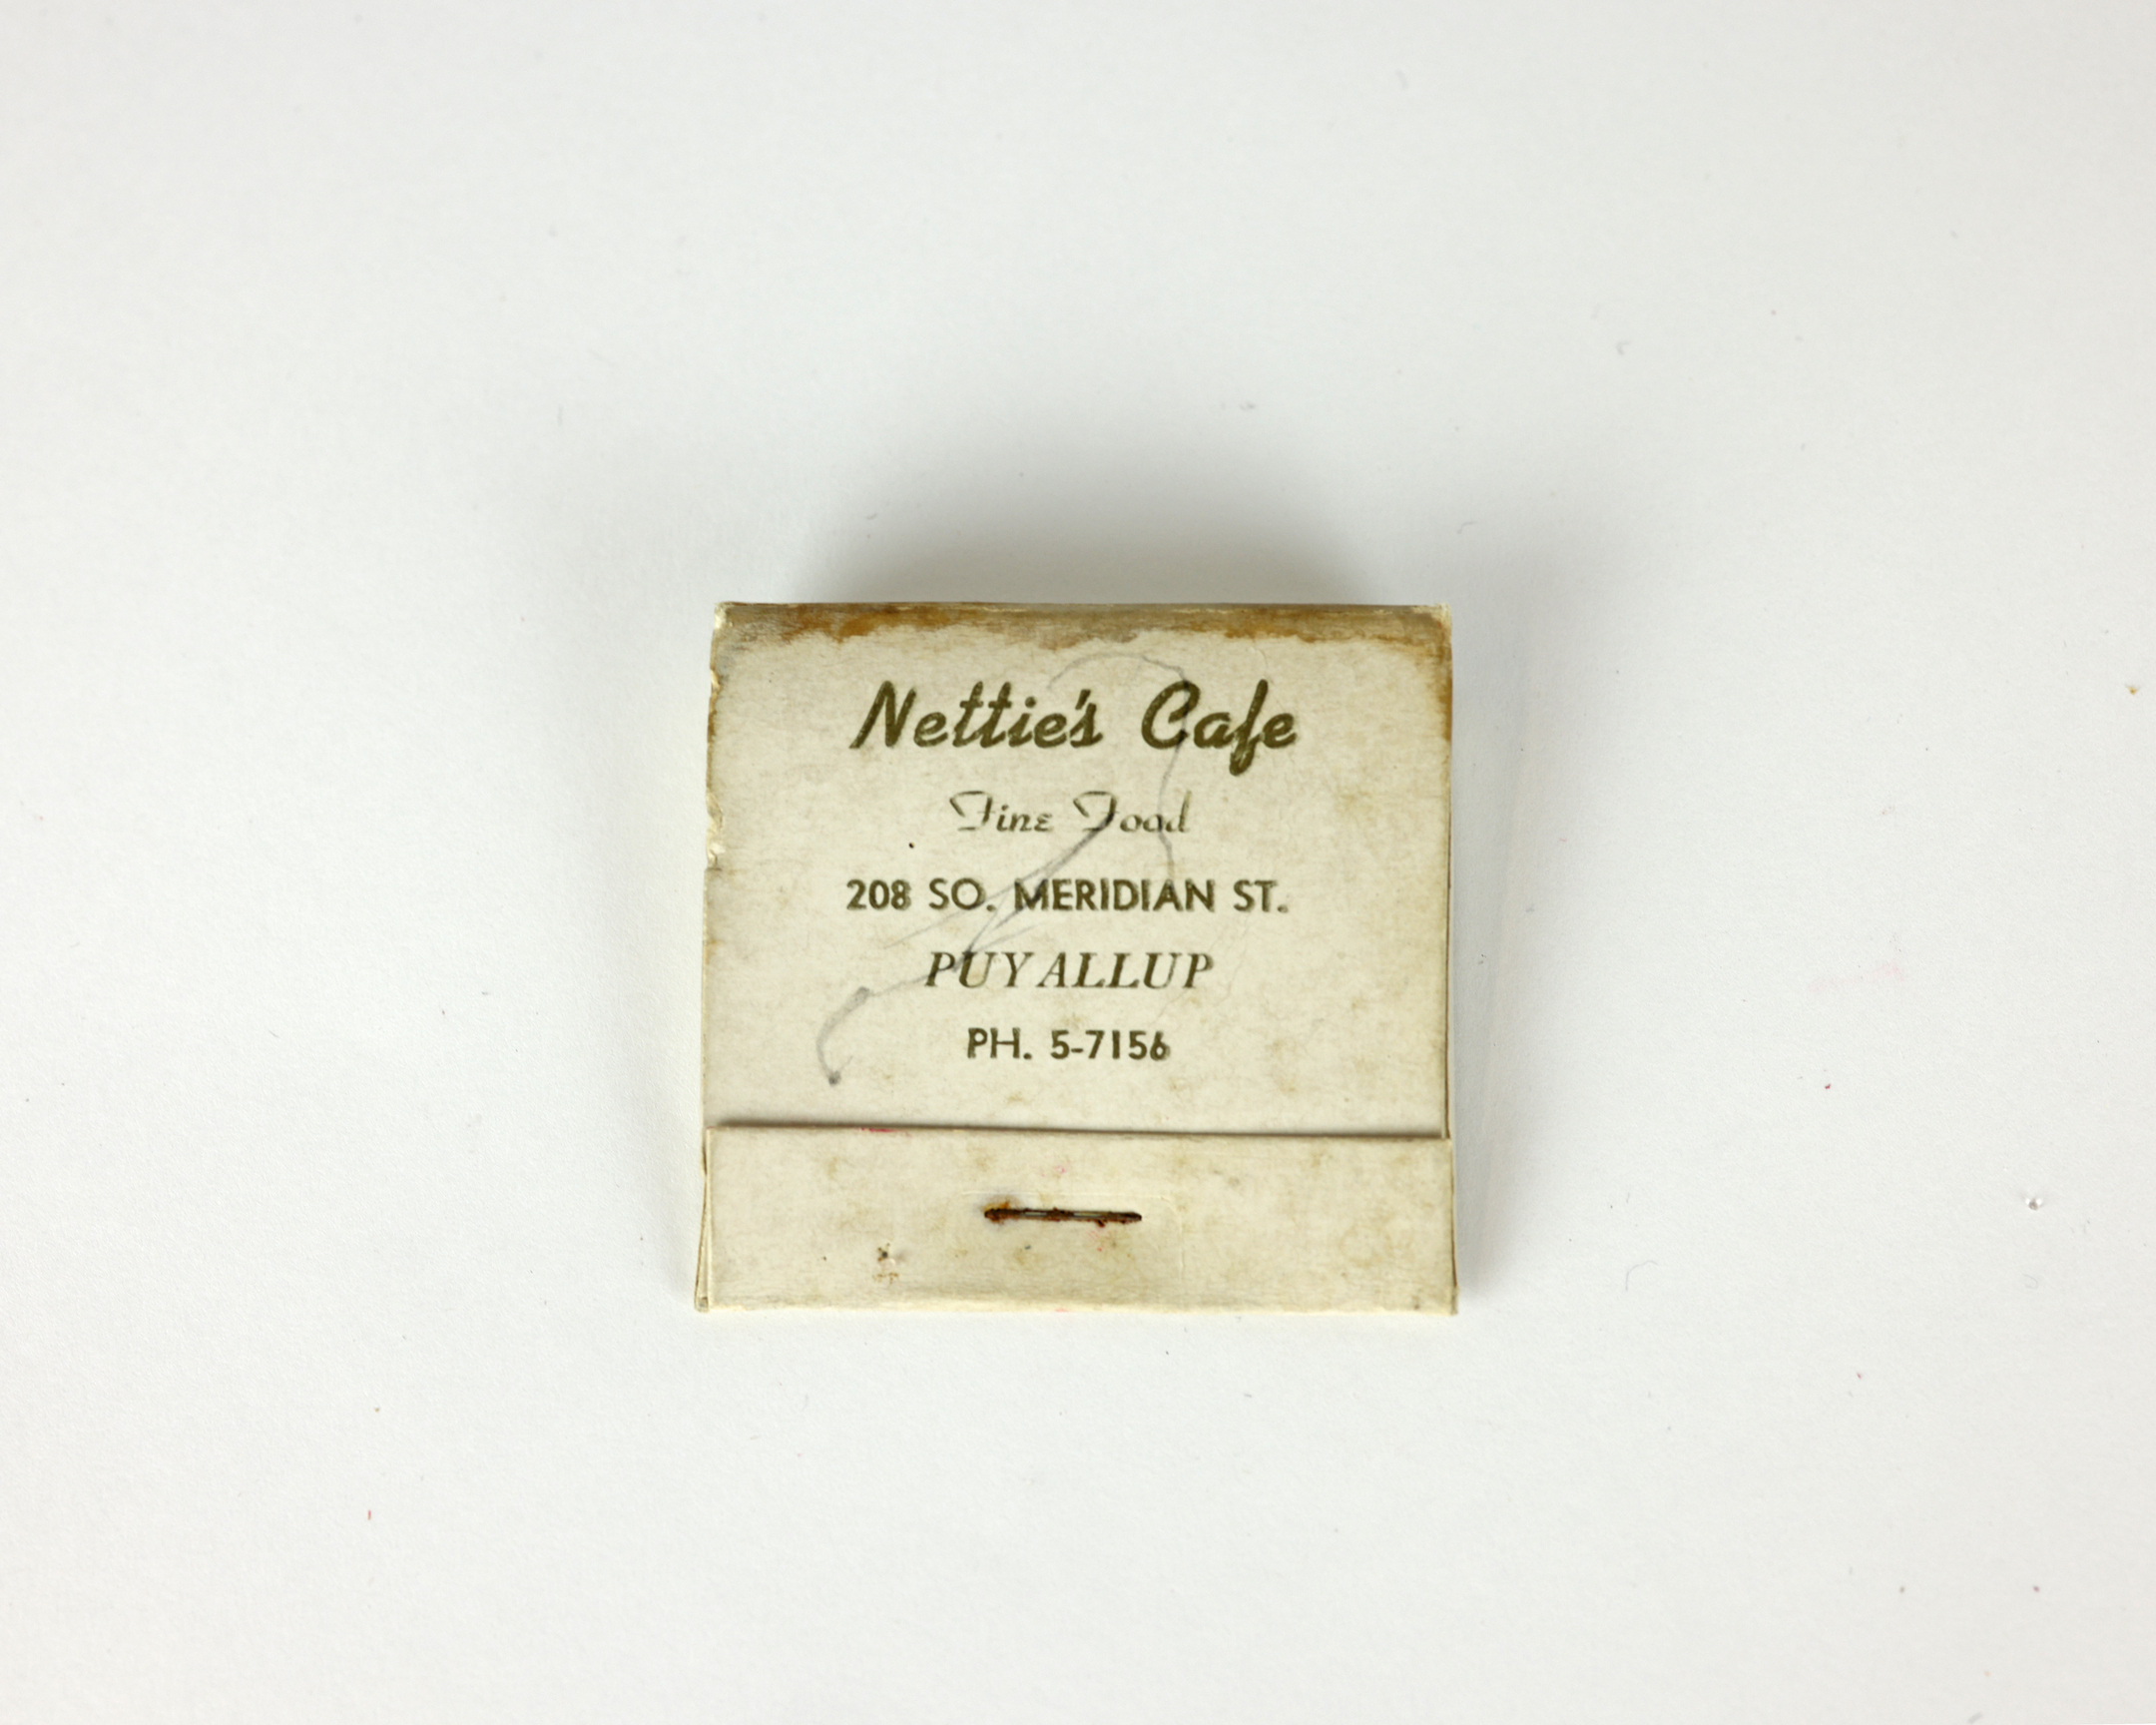 Nettie's Cafe
Fine Food
208 SO. MERIDIAN ST.
PUYALLUP
PH. 5-7156